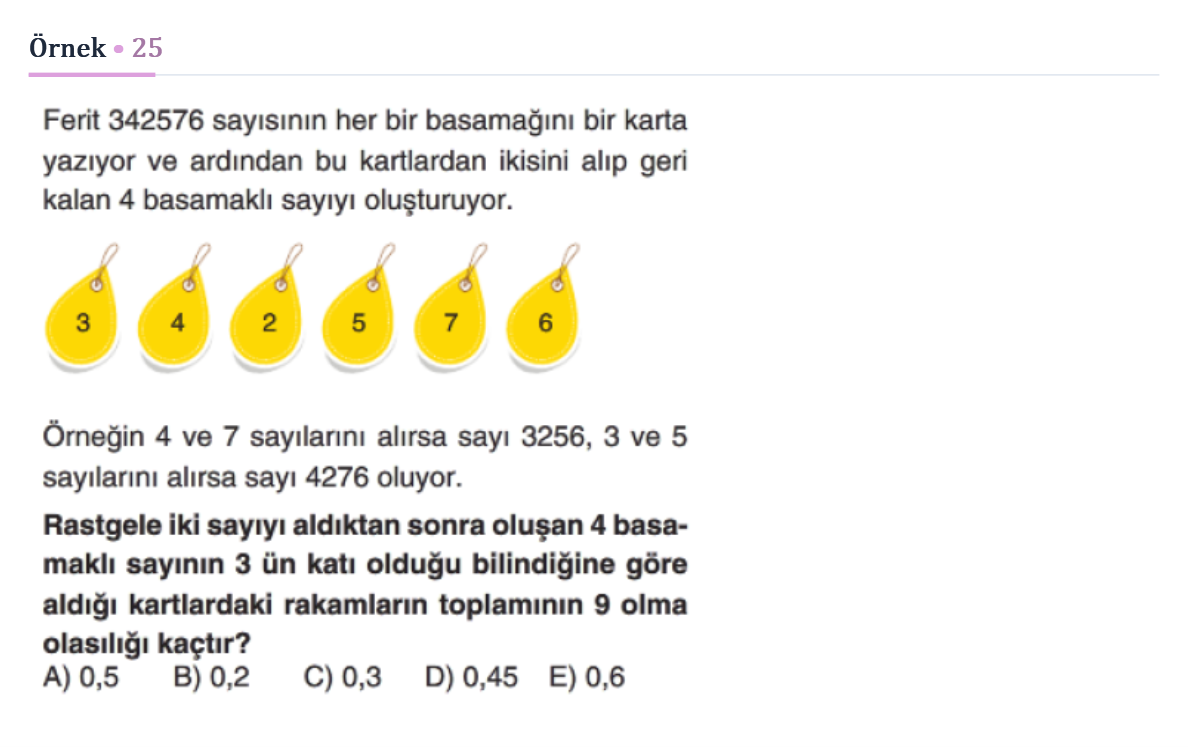 Örnek • 25
Ferit 342576 sayısının her bir basamağını bir karta
yazıyor ve ardından bu kartlardan ikisini alıp geri
kalan 4 basamaklı sayıyı oluşturuyor.
3 4 2 5 7 6
Örneğin 4 ve 7 sayılarını alırsa sayı 3256, 3 ve 5
sayılarını alırsa sayı 4276 oluyor.
Rastgele iki sayıyı aldıktan sonra oluşan 4 basa-
maklı sayının 3 ün katı olduğu bilindiğine göre
aldığı kartlardaki rakamların toplamının 9 olma
olasılığı kaçtır?
A) 0,5 B) 0,2 C) 0,3 D) 0,45 E) 0,6